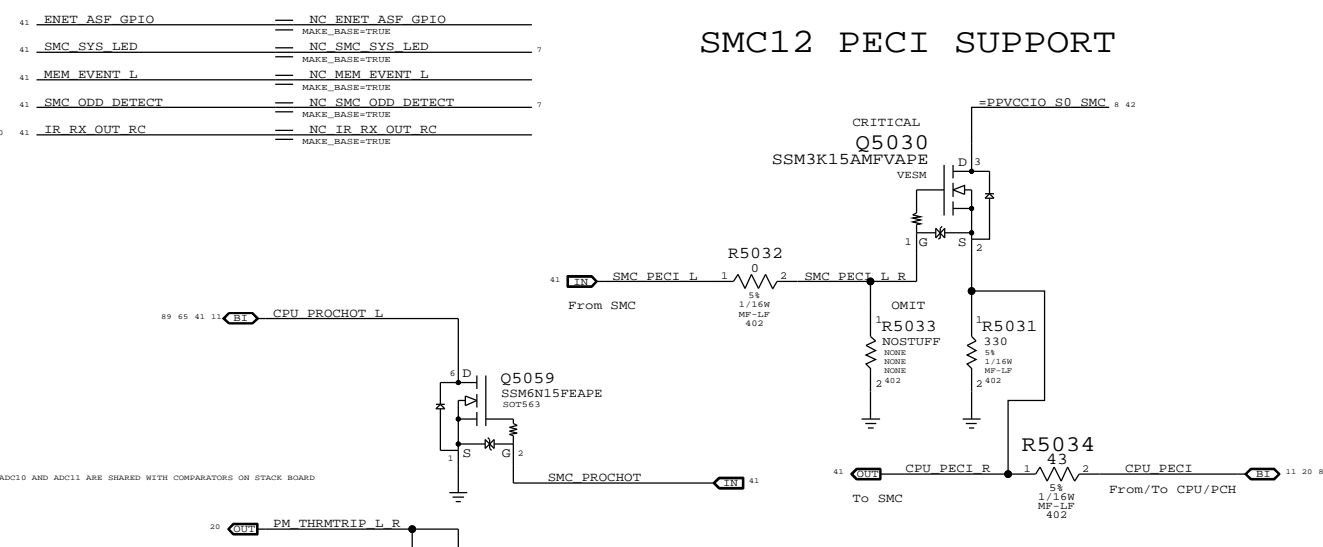 41 ENET_ASF_GPIO NC_ENET_ASF_GPIO
MAKE_BASE=TRUE
41 SMC_SYS_LED NC_SMC_SYS_LED 7
MAKE_BASE=TRUE
41 MEM_EVENT_L NC_MEM_EVENT_L
MAKE_BASE=TRUE
41 SMC_ODD_DETECT NC_SMC_ODD_DETECT 7
MAKE_BASE=TRUE
41 IR_RX_OUT_RC NC_IR_RX_OUT_RC
MAKE_BASE=TRUE
SMC12 PECI SUPPORT
=PPVCCIO_S0_SMC 8 42
CRITICAL
Q5030
SSM3K15AMFVAPE
VESM
D 3
1 G S 2
R5032
0
41 IN SMC_PECI_L 1 2 SMC_PECI_L_R
5%
1/16W
MF-LF
402
From SMC
OMIT
1 R5033
NOSTUFF
NONE
NONE
NONE
2 402
1 R5031
330
5%
1/16W
MF-LF
2 402
89 65 41 11 BI CPU_PROCHOT_L
6 D
Q5059
SSM6N15FEAPE
SOT563
1 S G 2
SMC_PROCHOT IN 41
R5034
43
41 OUT CPU_PECI_R 1 2 CPU_PECI BI 11 20 8
5%
1/16W
MF-LF
402
To SMC
From/To CPU/PCH
ADC10 AND ADC11 ARE SHARED WITH COMPARATORS ON STACK BOARD
20 OUT PM_THRMTRIP_L_R